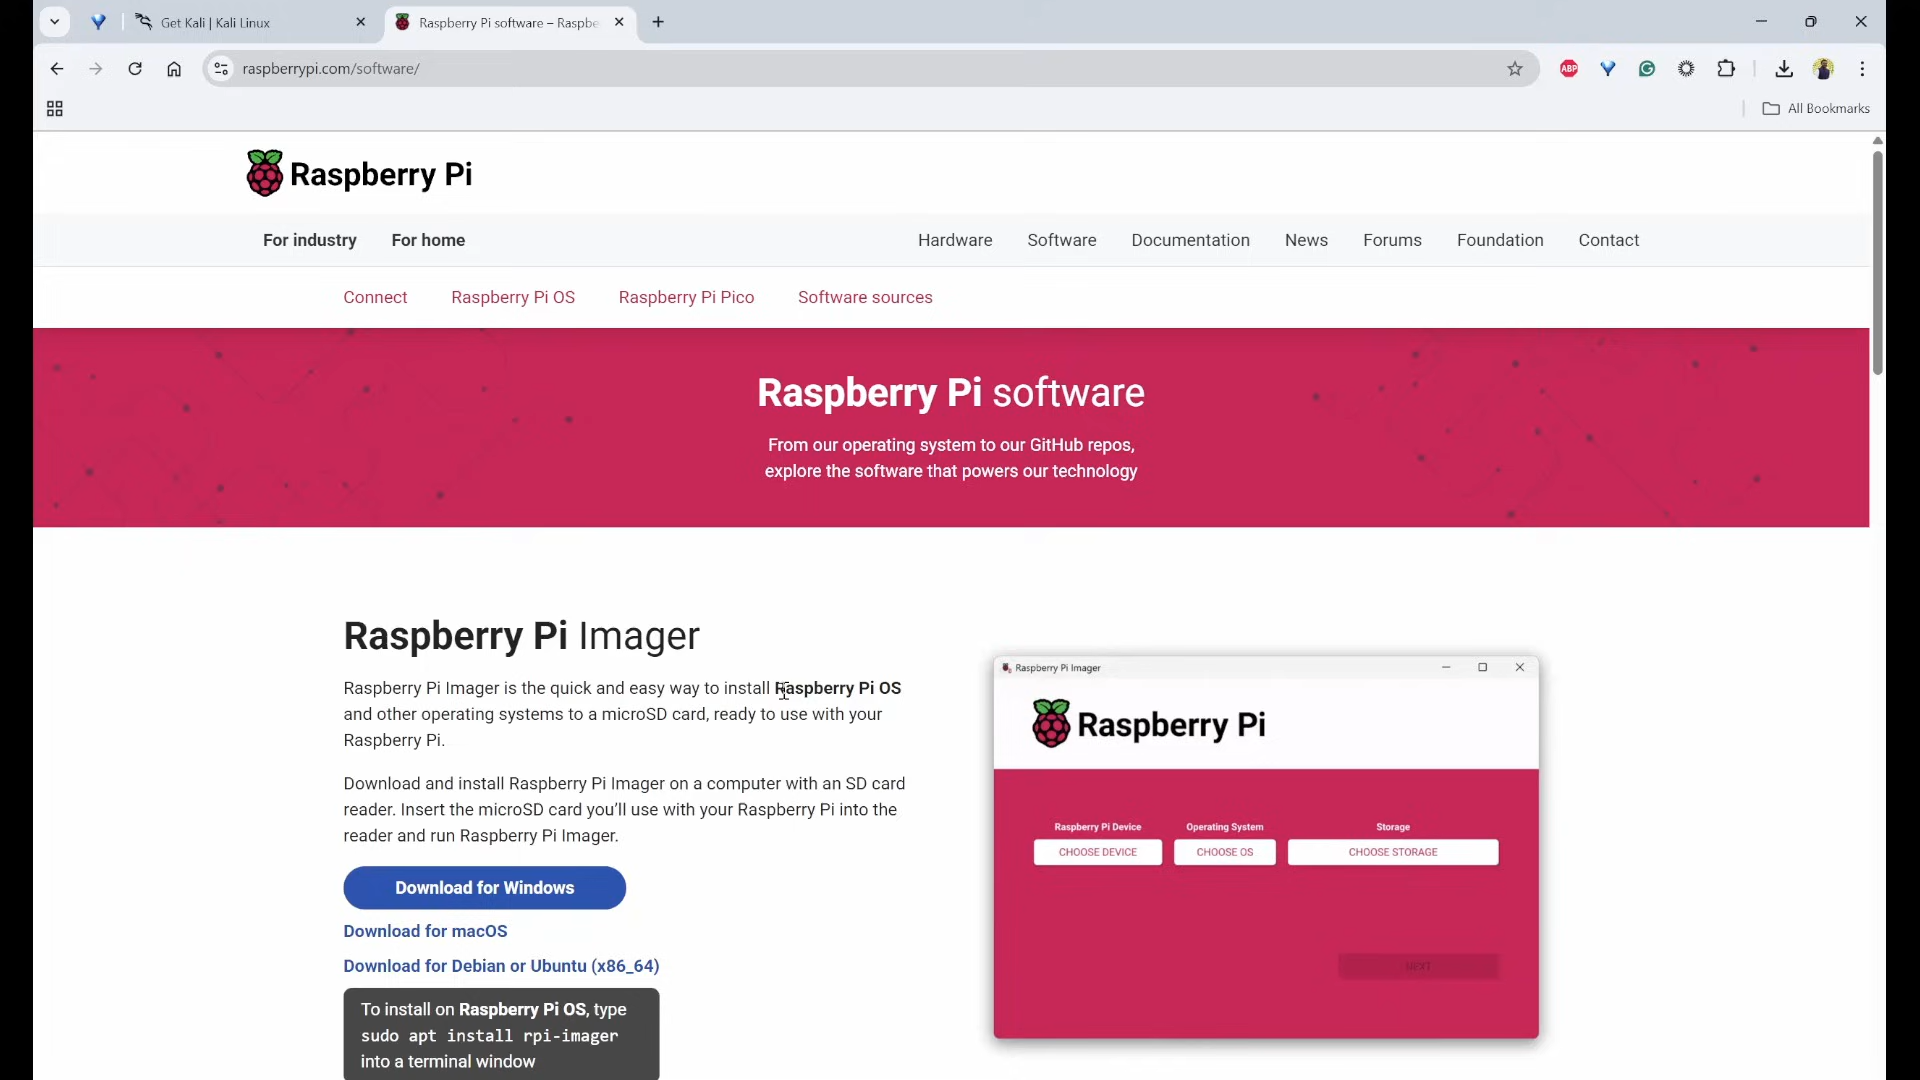 Get Kali | Kali Linux
Raspberry Pi software – Raspbe
raspberrypi.com/software/
ABP
All Bookmarks
Raspberry Pi
For industry For home Hardware Software Documentation News Forums Foundation Contact
Connect Raspberry Pi OS Raspberry Pi Pico Software sources
Raspberry Pi software
From our operating system to our GitHub repos,
explore the software that powers our technology
Raspberry Pi Imager
Raspberry Pi Imager is the quick and easy way to install Raspberry Pi OS
and other operating systems to a microSD card, ready to use with your
Raspberry Pi.
Download and install Raspberry Pi Imager on a computer with an SD card
reader. Insert the microSD card you’ll use with your Raspberry Pi into the
reader and run Raspberry Pi Imager.
Download for Windows
Download for macOS
Download for Debian or Ubuntu (x86_64)
To install on Raspberry Pi OS, type
sudo apt install rpi-imager
into a terminal window
Raspberry Pi Imager
Raspberry Pi
Raspberry Pi Device Operating System Storage
CHOOSE DEVICE CHOOSE OS CHOOSE STORAGE
NEXT